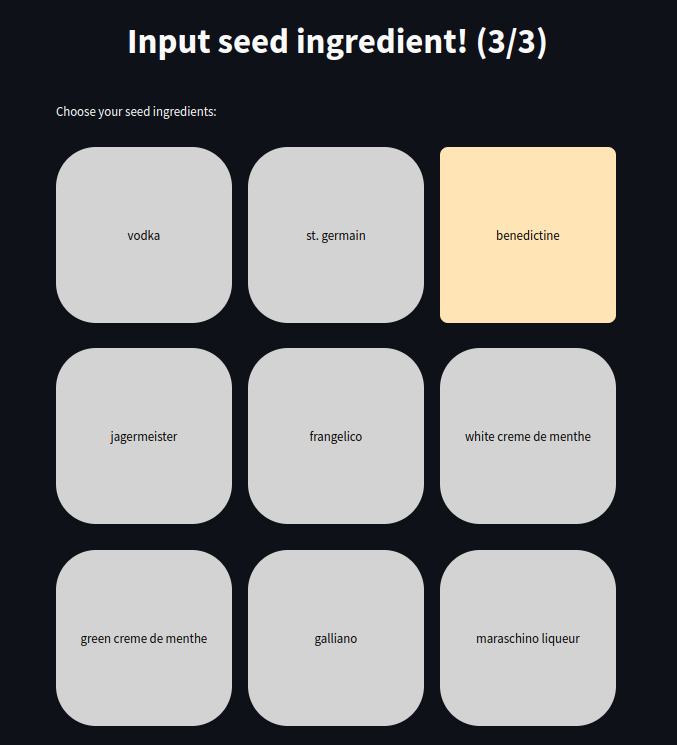 Input seed ingredient! (3/3)
Choose your seed ingredients:
vodka
st. germain
benedictine
jagermeister
frangelico
white creme de menthe
green creme de menthe
galliano
maraschino liqueur